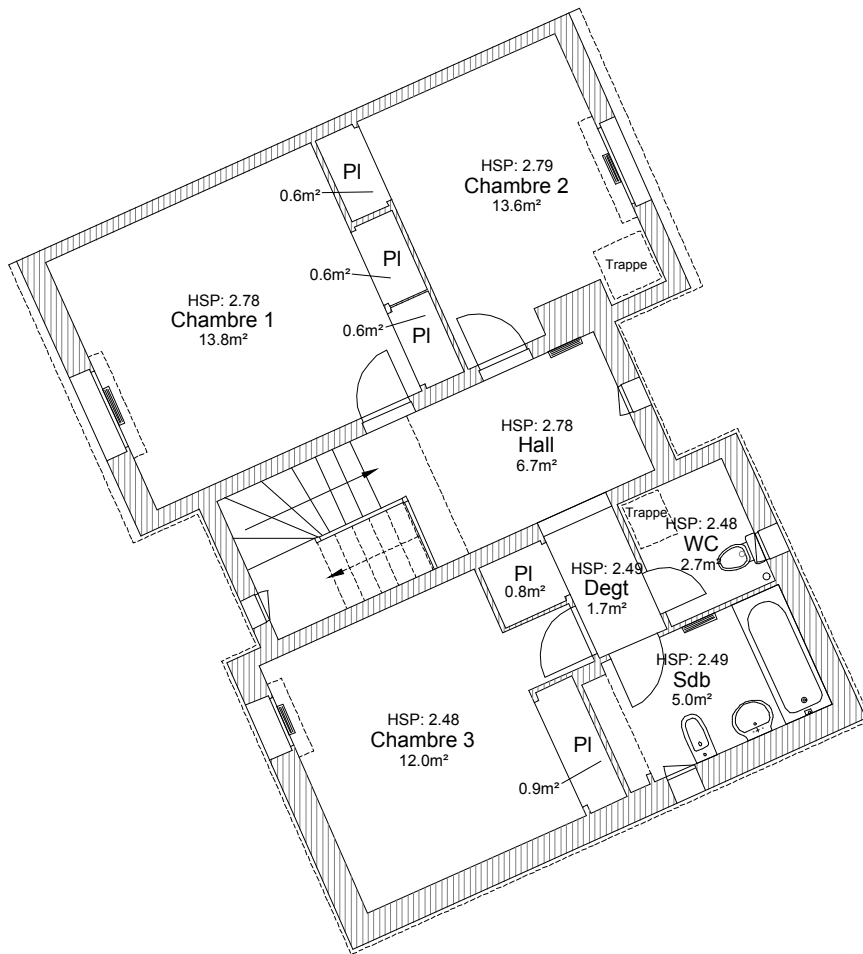 Pl
0.6m²
HSP: 2.79
Chambre 2
13.6m²
Pl
0.6m²
Trappe
HSP: 2.78
Chambre 1
13.8m²
0.6m²
Pl
HSP: 2.78
Hall
6.7m²
Trappe
HSP: 2.48
WC
2.7m²
Pl
0.8m²
HSP: 2.49
Degt
1.7m²
HSP: 2.49
Sdb
5.0m²
HSP: 2.48
Chambre 3
12.0m²
Pl
0.9m²